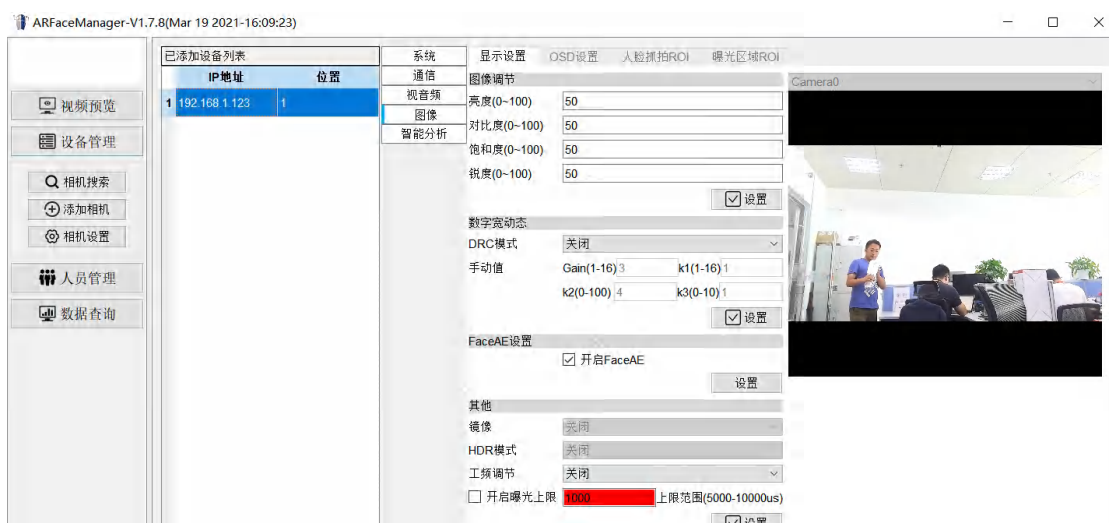 ARFaceManager-V1.7.8(Mar 19 2021-16:09:23)
已添加设备列表
IP地址 位置
1 192.168.1.123 1
视频预览
设备管理
相机搜索
添加相机
相机设置
人员管理
数据查询
系统
通信
视音频
图像
智能分析
显示设置 OSD设置 人脸抓拍ROI 曝光区域ROI
图像调节
亮度(0~100) 50
对比度(0~100) 50
饱和度(0~100) 50
锐度(0~100) 50
设置
数字宽动态
DRC模式 关闭
手动值 Gain(1-16) 3 k1(1-16) 1
k2(0-100) 4 k3(0-10) 1
设置
FaceAE设置
开启FaceAE
设置
其他
镜像 关闭
HDR模式 关闭
工频调节 关闭
开启曝光上限 1000 上限范围(5000-10000us)
设置
Camera0